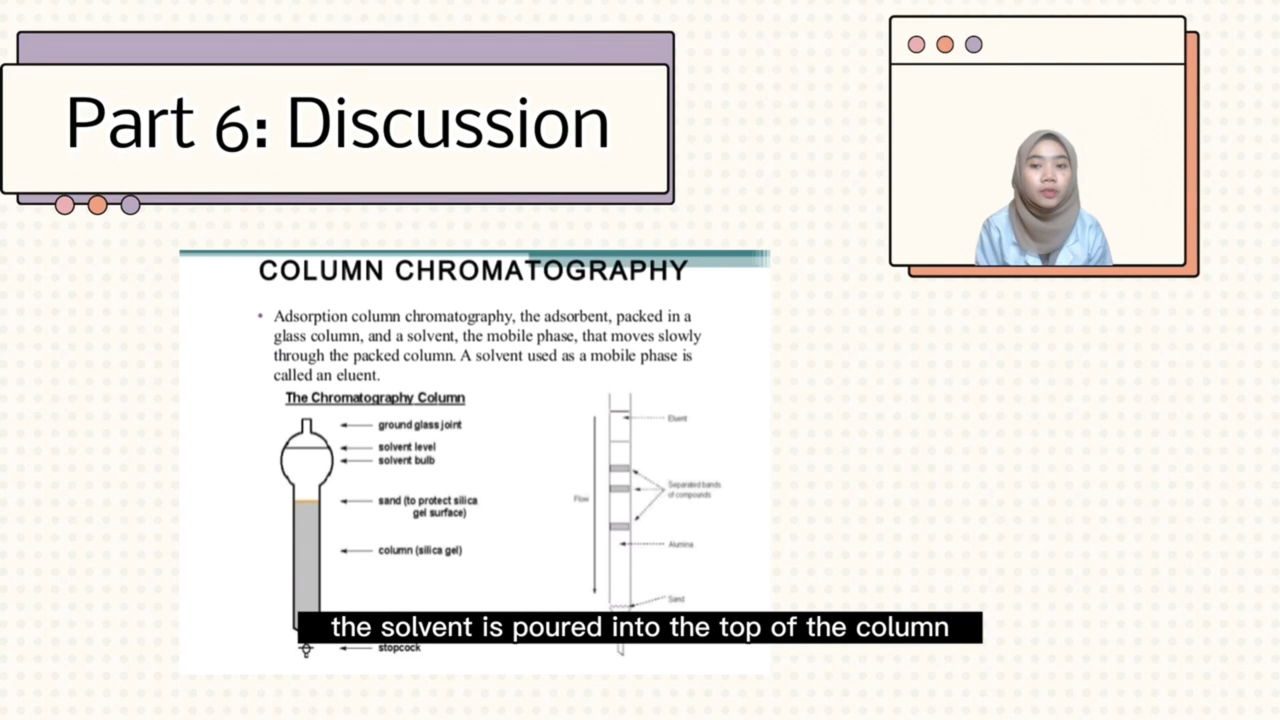 Part 6: Discussion
COLUMN CHROMATOGRAPHY
• Adsorption column chromatography, the adsorbent, packed in a
glass column, and a solvent, the mobile phase, that moves slowly
through the packed column. A solvent used as a mobile phase is
called an eluent.
The Chromatography Column
ground glass joint
solvent level
solvent bulb
sand (to protect silica
gel surface)
column (silica gel)
stopcock
Eluent
Separated bands
of compounds
Flow
Alumina
Sand
the solvent is poured into the top of the column